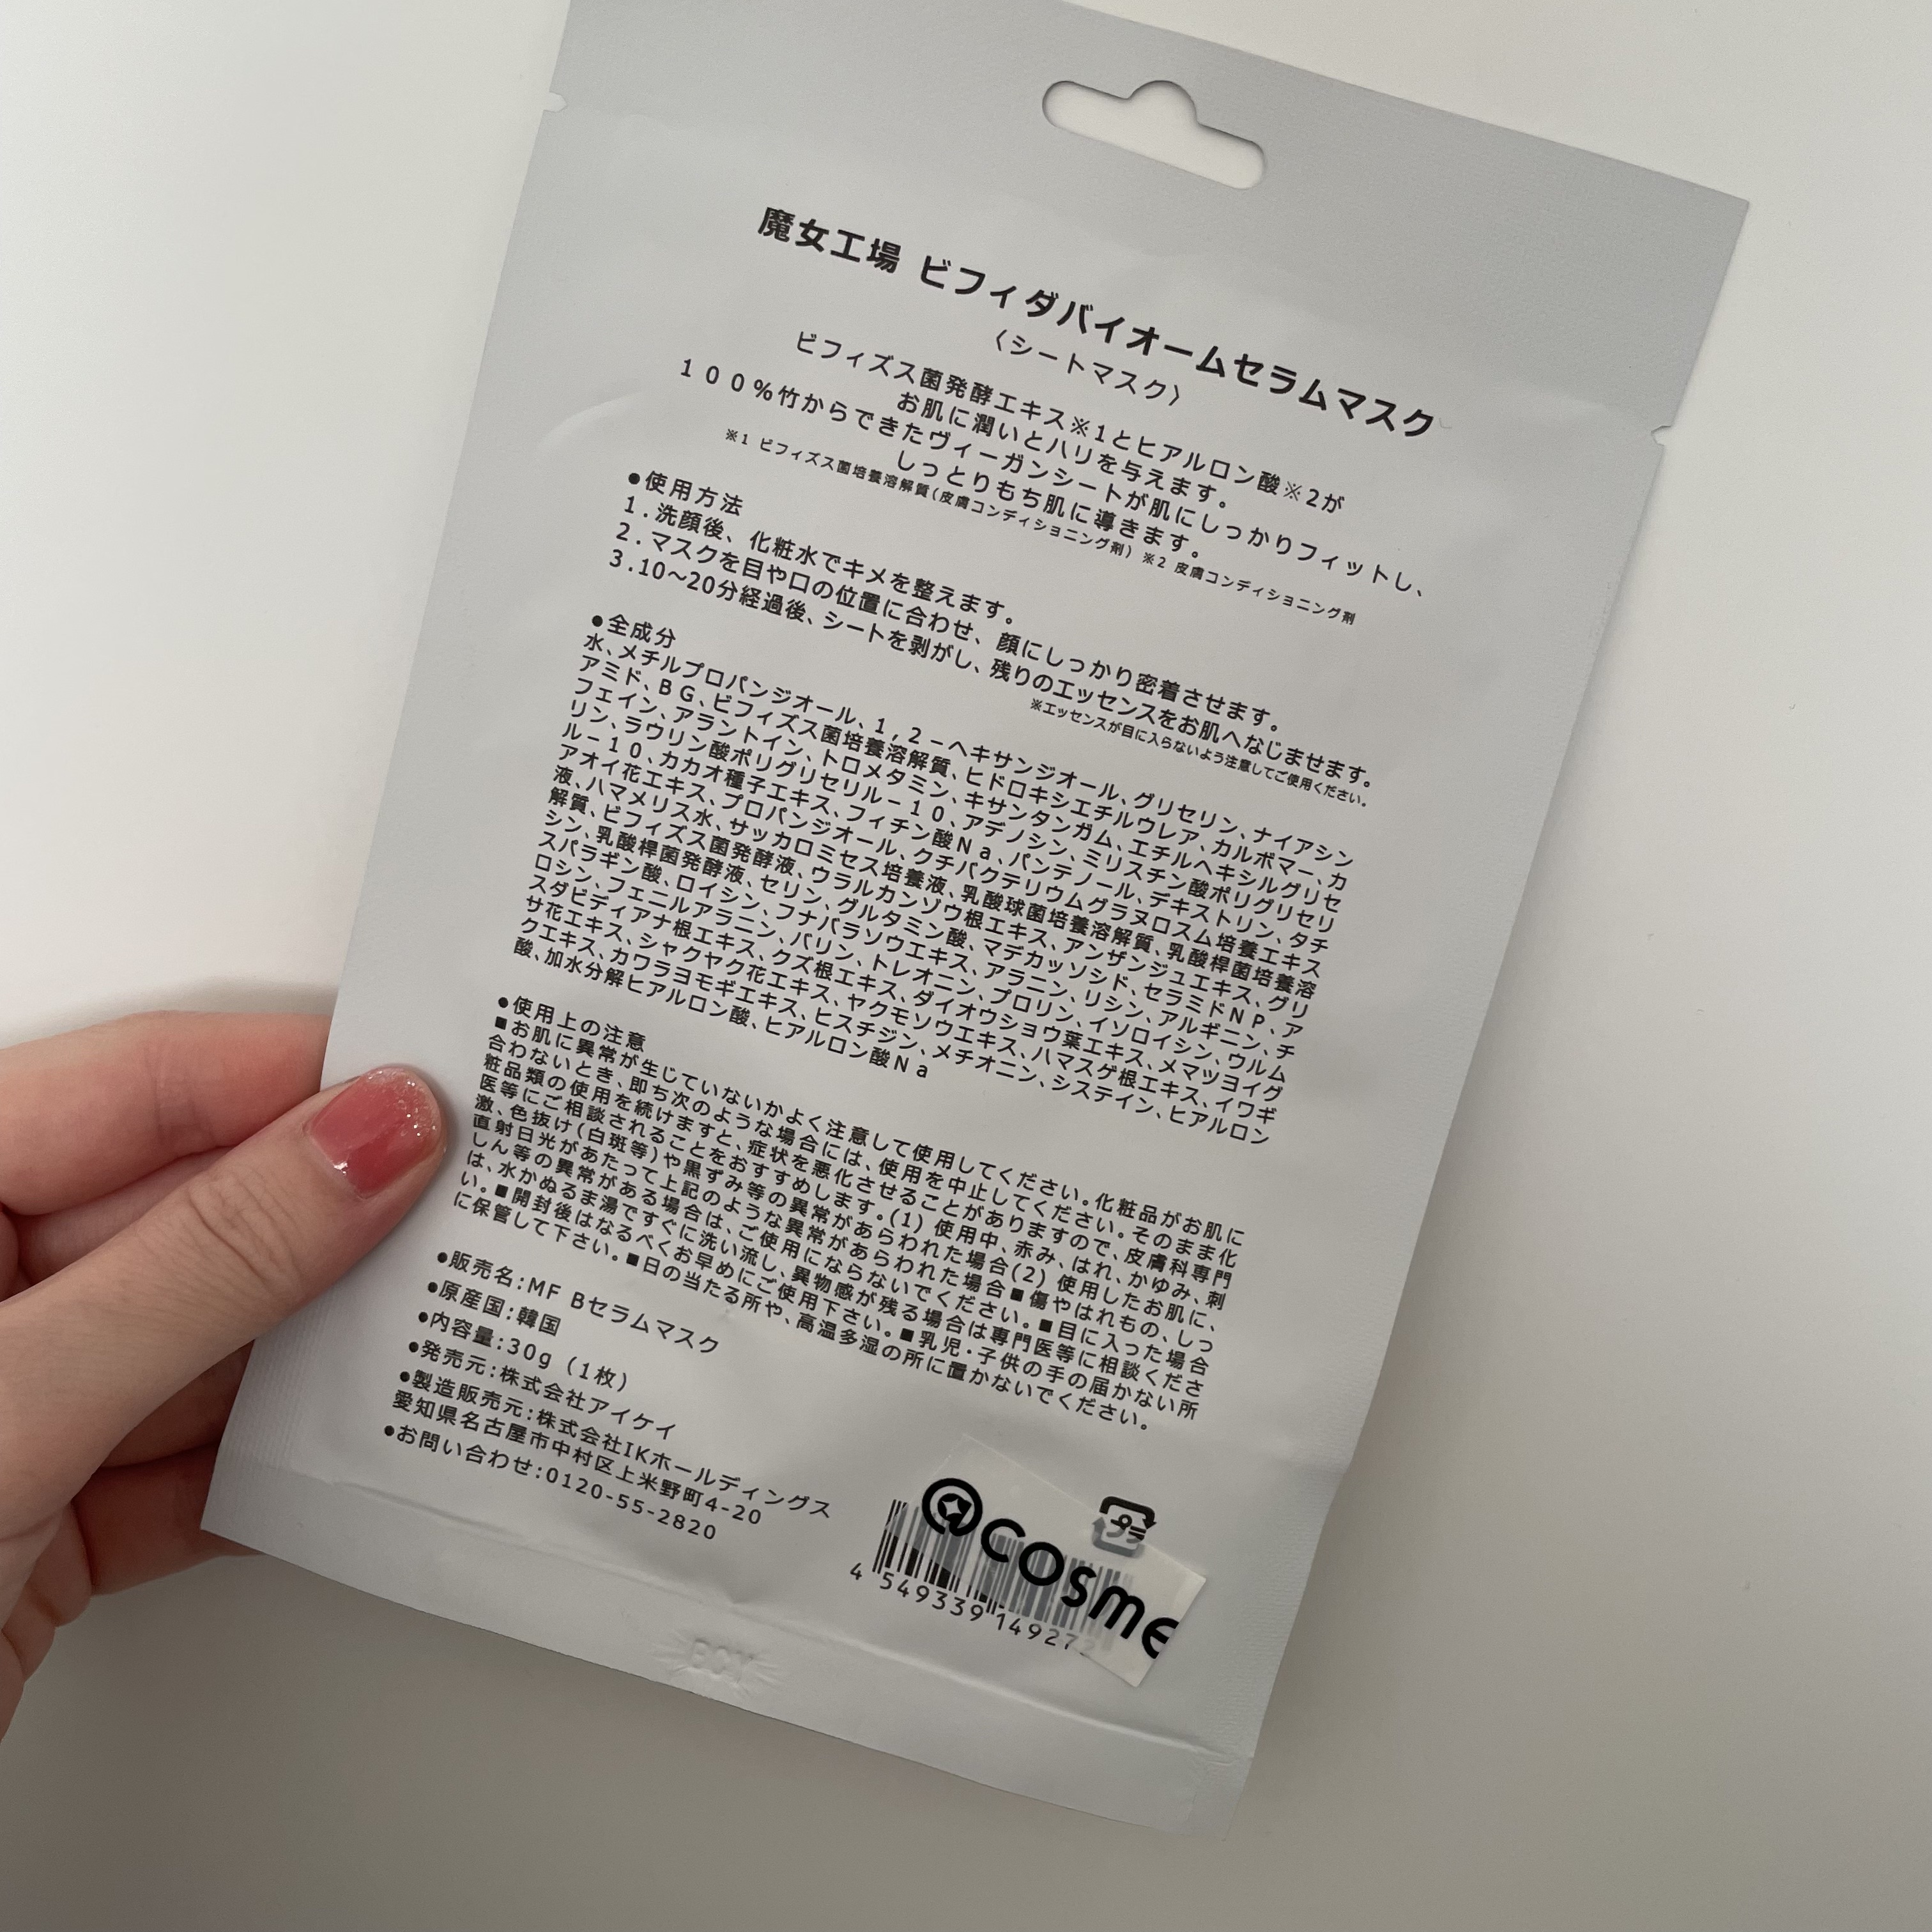 魔女工場 ビフィダバイオームセラムマスク
〈シートマスク〉
ビフィズス菌発酵エキス※1とヒアルロン酸※2が
お肌に潤いとハリを与えます。
100%竹からできたヴィーガンシートが肌にしっかりフィットし、
しっとりもち肌に導きます。
※1 ビフィズス菌培養溶解質(皮膚コンディショニング剤) ※2 皮膚コンディショニング剤
●使用方法
1.洗顔後、化粧水でキメを整えます。
2.マスクを目や口の位置に合わせ、顔にしっかり密着させます。
3.10〜20分経過後、シートを剥がし、残りのエッセンスをお肌へなじませます。
※エッセンスが目に入らないよう注意してご使用ください。
●全成分
水、メチルプロパンジオール、1,2-ヘキサンジオール、グリセリン、ナイアシン
アミド、BG、ビフィズス菌培養溶解質、ヒドロキシエチルウレア、カルボマー、カ
フェイン、アラントイン、トロメタミン、キサンタンガム、エチルヘキシルグリセ
リン、ラウリン酸ポリグリセリル-10、アデノシン、ミリスチン酸ポリグリセリ
ル-10、カカオ種子エキス、フィチン酸Na、パンテノール、デキストリン、タチ
アオイ花エキス、プロパンジオール、クチバクテリウムグラヌロスム培養エキス
液、ハマメリス水、サッカロミセス培養液、乳酸球菌培養溶解質、乳酸桿菌培養溶
解質、ビフィズス菌発酵液、ウラルカンゾウ根エキス、アンザンジュエキス、グリ
シン、乳酸桿菌発酵液、セリン、グルタミン酸、マデカッソシド、セラミドNP、ア
スパラギン酸、ロイシン、フナバラソウエキス、アラニン、リシン、アルギニン、チ
ロシン、フェニルアラニン、バリン、トレオニン、プロリン、イソロイシン、ウルム
スダビディアナ根エキス、クズ根エキス、ダイオウショウ葉エキス、メマツヨイグ
サ花エキス、シャクヤク花エキス、ヤクモソウエキス、ハマスゲ根エキス、イワギ
クエキス、カワラヨモギエキス、ヒスチジン、メチオニン、システイン、ヒアルロン
酸、加水分解ヒアルロン酸、ヒアルロン酸Na
●使用上の注意
■お肌に異常が生じていないかよく注意して使用してください。化粧品がお肌に
合わないとき、即ち次のような場合には、使用を中止してください。そのまま化
粧品類の使用を続けますと、症状を悪化させることがありますので、皮膚科専門
医等にご相談されることをおすすめします。(1)使用中、赤み、はれ、かゆみ、刺
激、色抜け(白斑等)や黒ずみ等の異常があらわれた場合(2)使用したお肌に、
直射日光があたって上記のような異常があらわれた場合■傷やはれもの、しっ
しん等の異常がある場合は、ご使用にならないでください。■目に入った場合
は、水かぬるま湯ですぐに洗い流し、異物感が残る場合は専門医等に相談くださ
い。■開封後はなるべくお早めにご使用下さい。■乳児・子供の手の届かない所
に保管して下さい。■日の当たる所や、高温多湿の所に置かないでください。
●販売名:MF Bセラムマスク
●原産国:韓国
●内容量:30g(1枚)
●発売元:株式会社アイケイ
●製造販売元:株式会社IKホールディングス
愛知県名古屋市中村区上米野町4-20
●お問い合わせ:0120-55-2820
@cosme
4 549339 14927